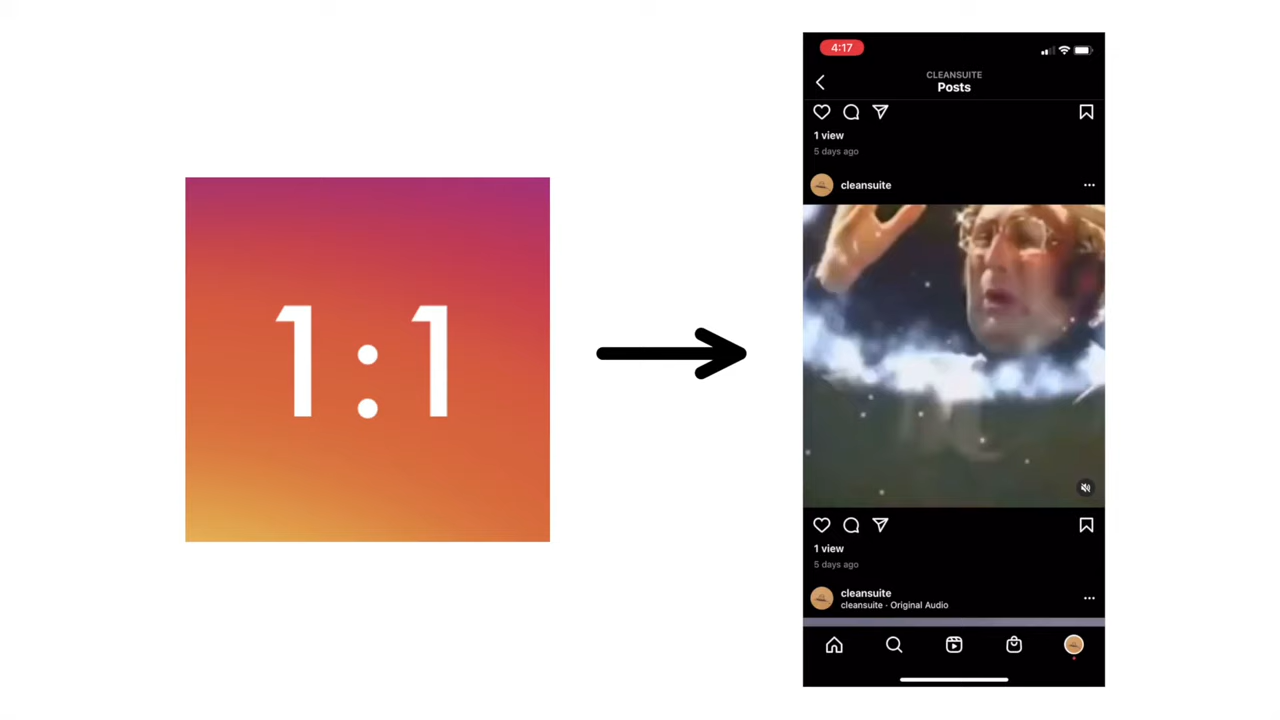 1:1
4:17
CLEANSUITE
Posts
1 view
5 days ago
cleansuite
1 view
5 days ago
cleansuite
cleansuite · Original Audio